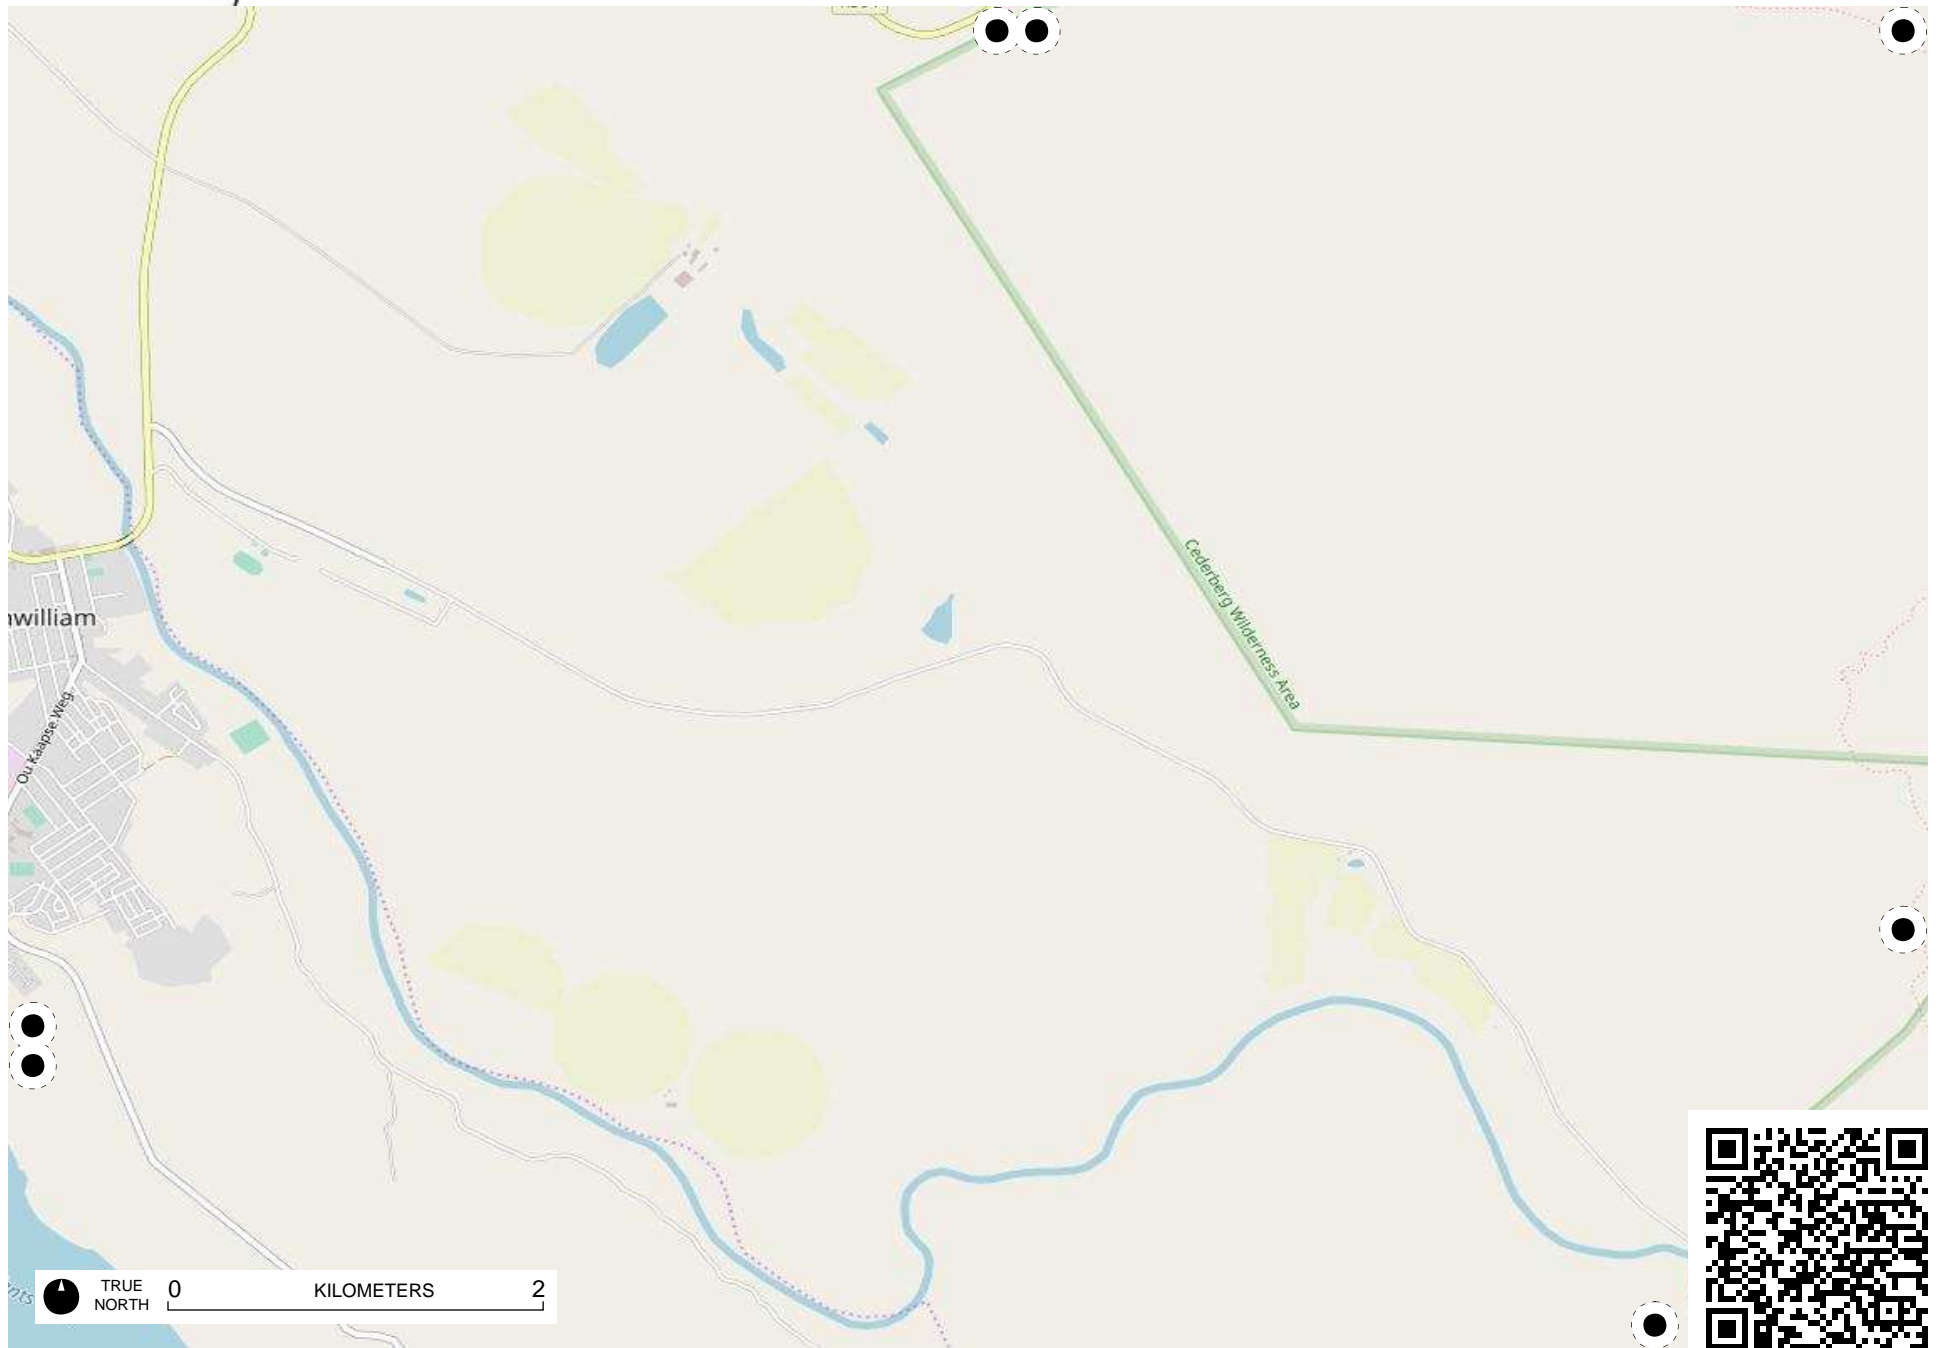 nwilliam
Cederberg Wilderness Area
Ou Kaapse Weg
TRUE
NORTH
0
KILOMETERS
2